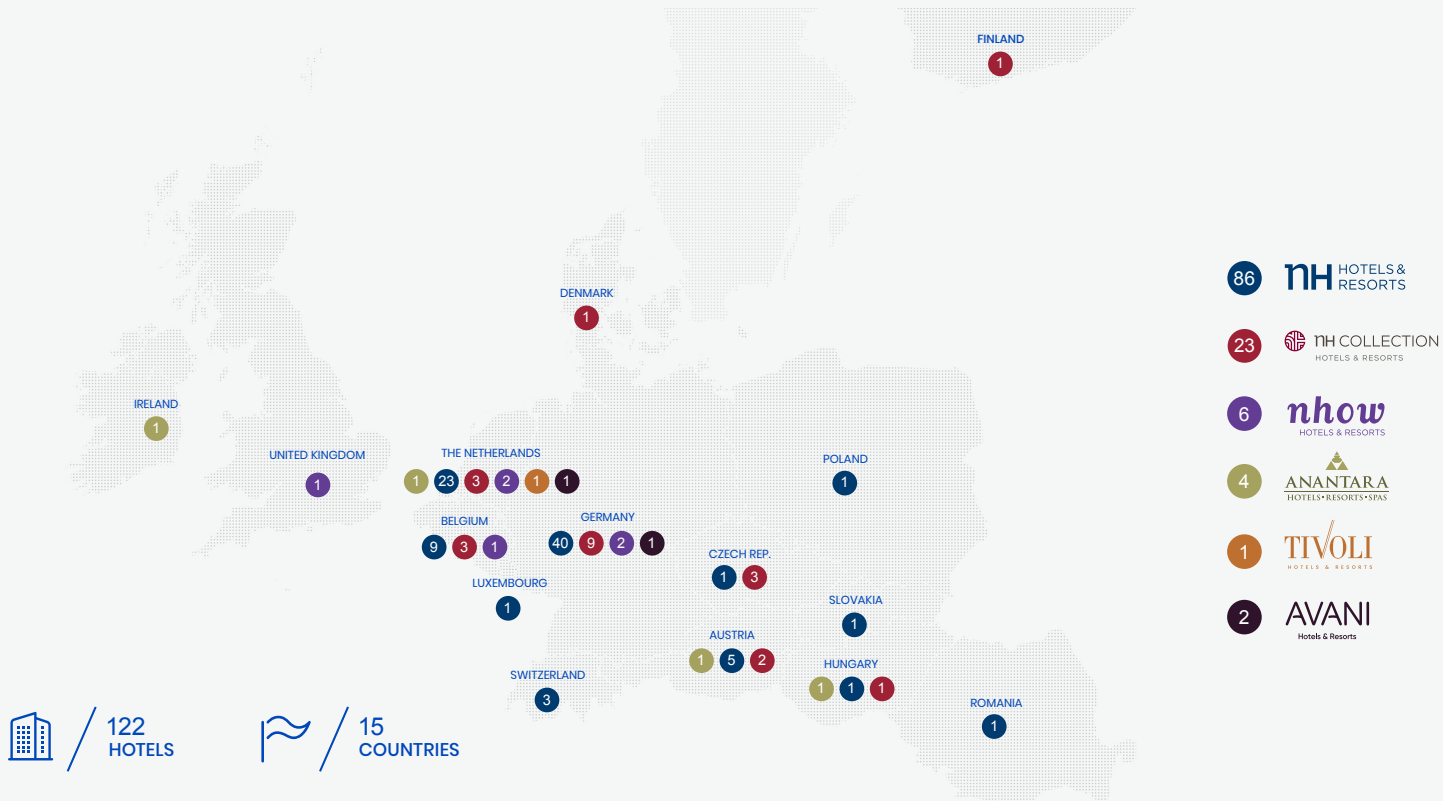 FINLAND
1
DENMARK
1
IRELAND
1
UNITED KINGDOM
1
THE NETHERLANDS
1 23 3 2 1 1
BELGIUM
9 3 1
GERMANY
40 9 2 1
POLAND
1
CZECH REP.
1 3
LUXEMBOURG
1
SLOVAKIA
1
AUSTRIA
1 5 2
HUNGARY
1 1 1
SWITZERLAND
3
ROMANIA
1
122
HOTELS
15
COUNTRIES
86 nH HOTELS &
RESORTS
23 nH COLLECTION
HOTELS & RESORTS
6 nhow
HOTELS & RESORTS
4 ANANTARA
HOTELS • RESORTS • SPAS
1 TIVOLI
HOTELS & RESORTS
2 AVANI
Hotels & Resorts